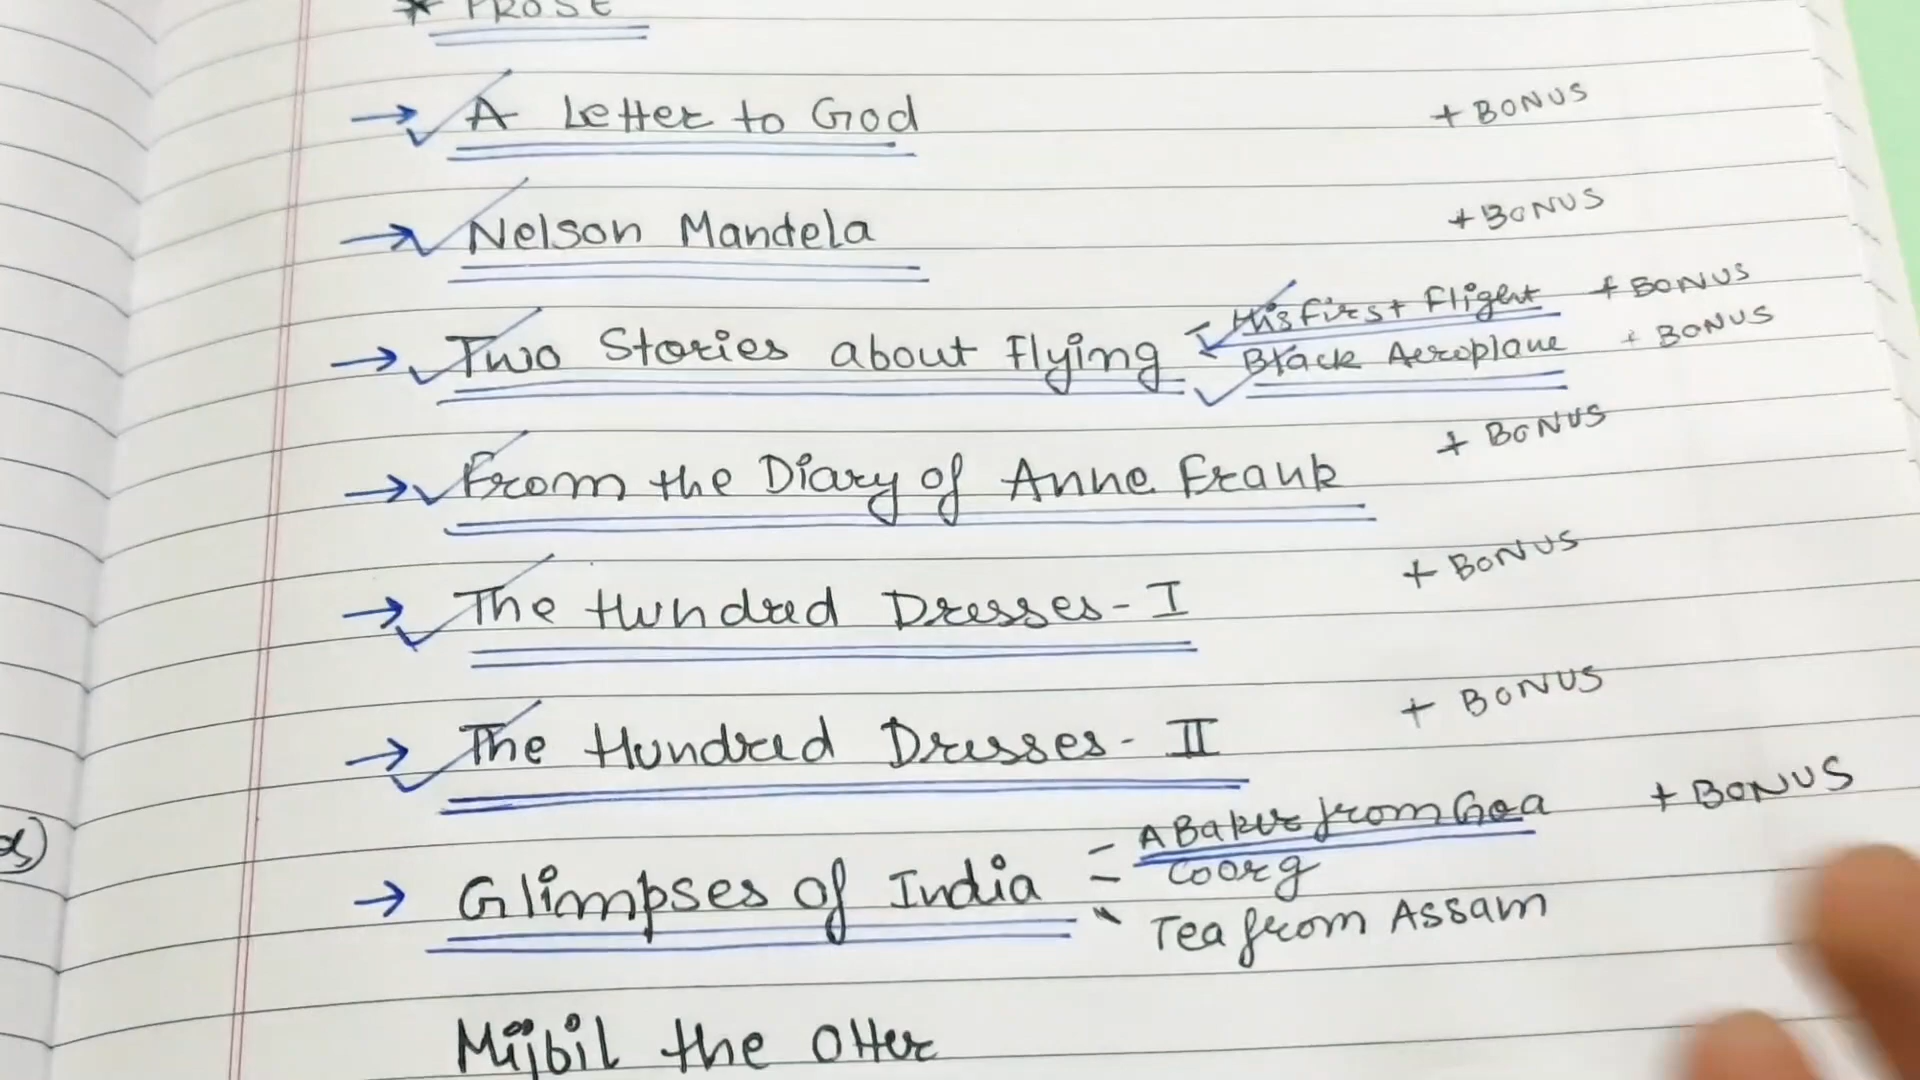 * PROSE
→ A Letter to God + BONUS
→ Nelson Mandela + BONUS
→ Two Stories about Flying
His First Flight + BONUS
Black Aeroplane + BONUS
→ From the Diary of Anne Frank + BONUS
→ The Hundred Dresses - I + BONUS
→ The Hundred Dresses - II + BONUS
→ Glimpses of India
A Baker from Goa + BONUS
Coorg
Tea from Assam
Mijbil the Otter